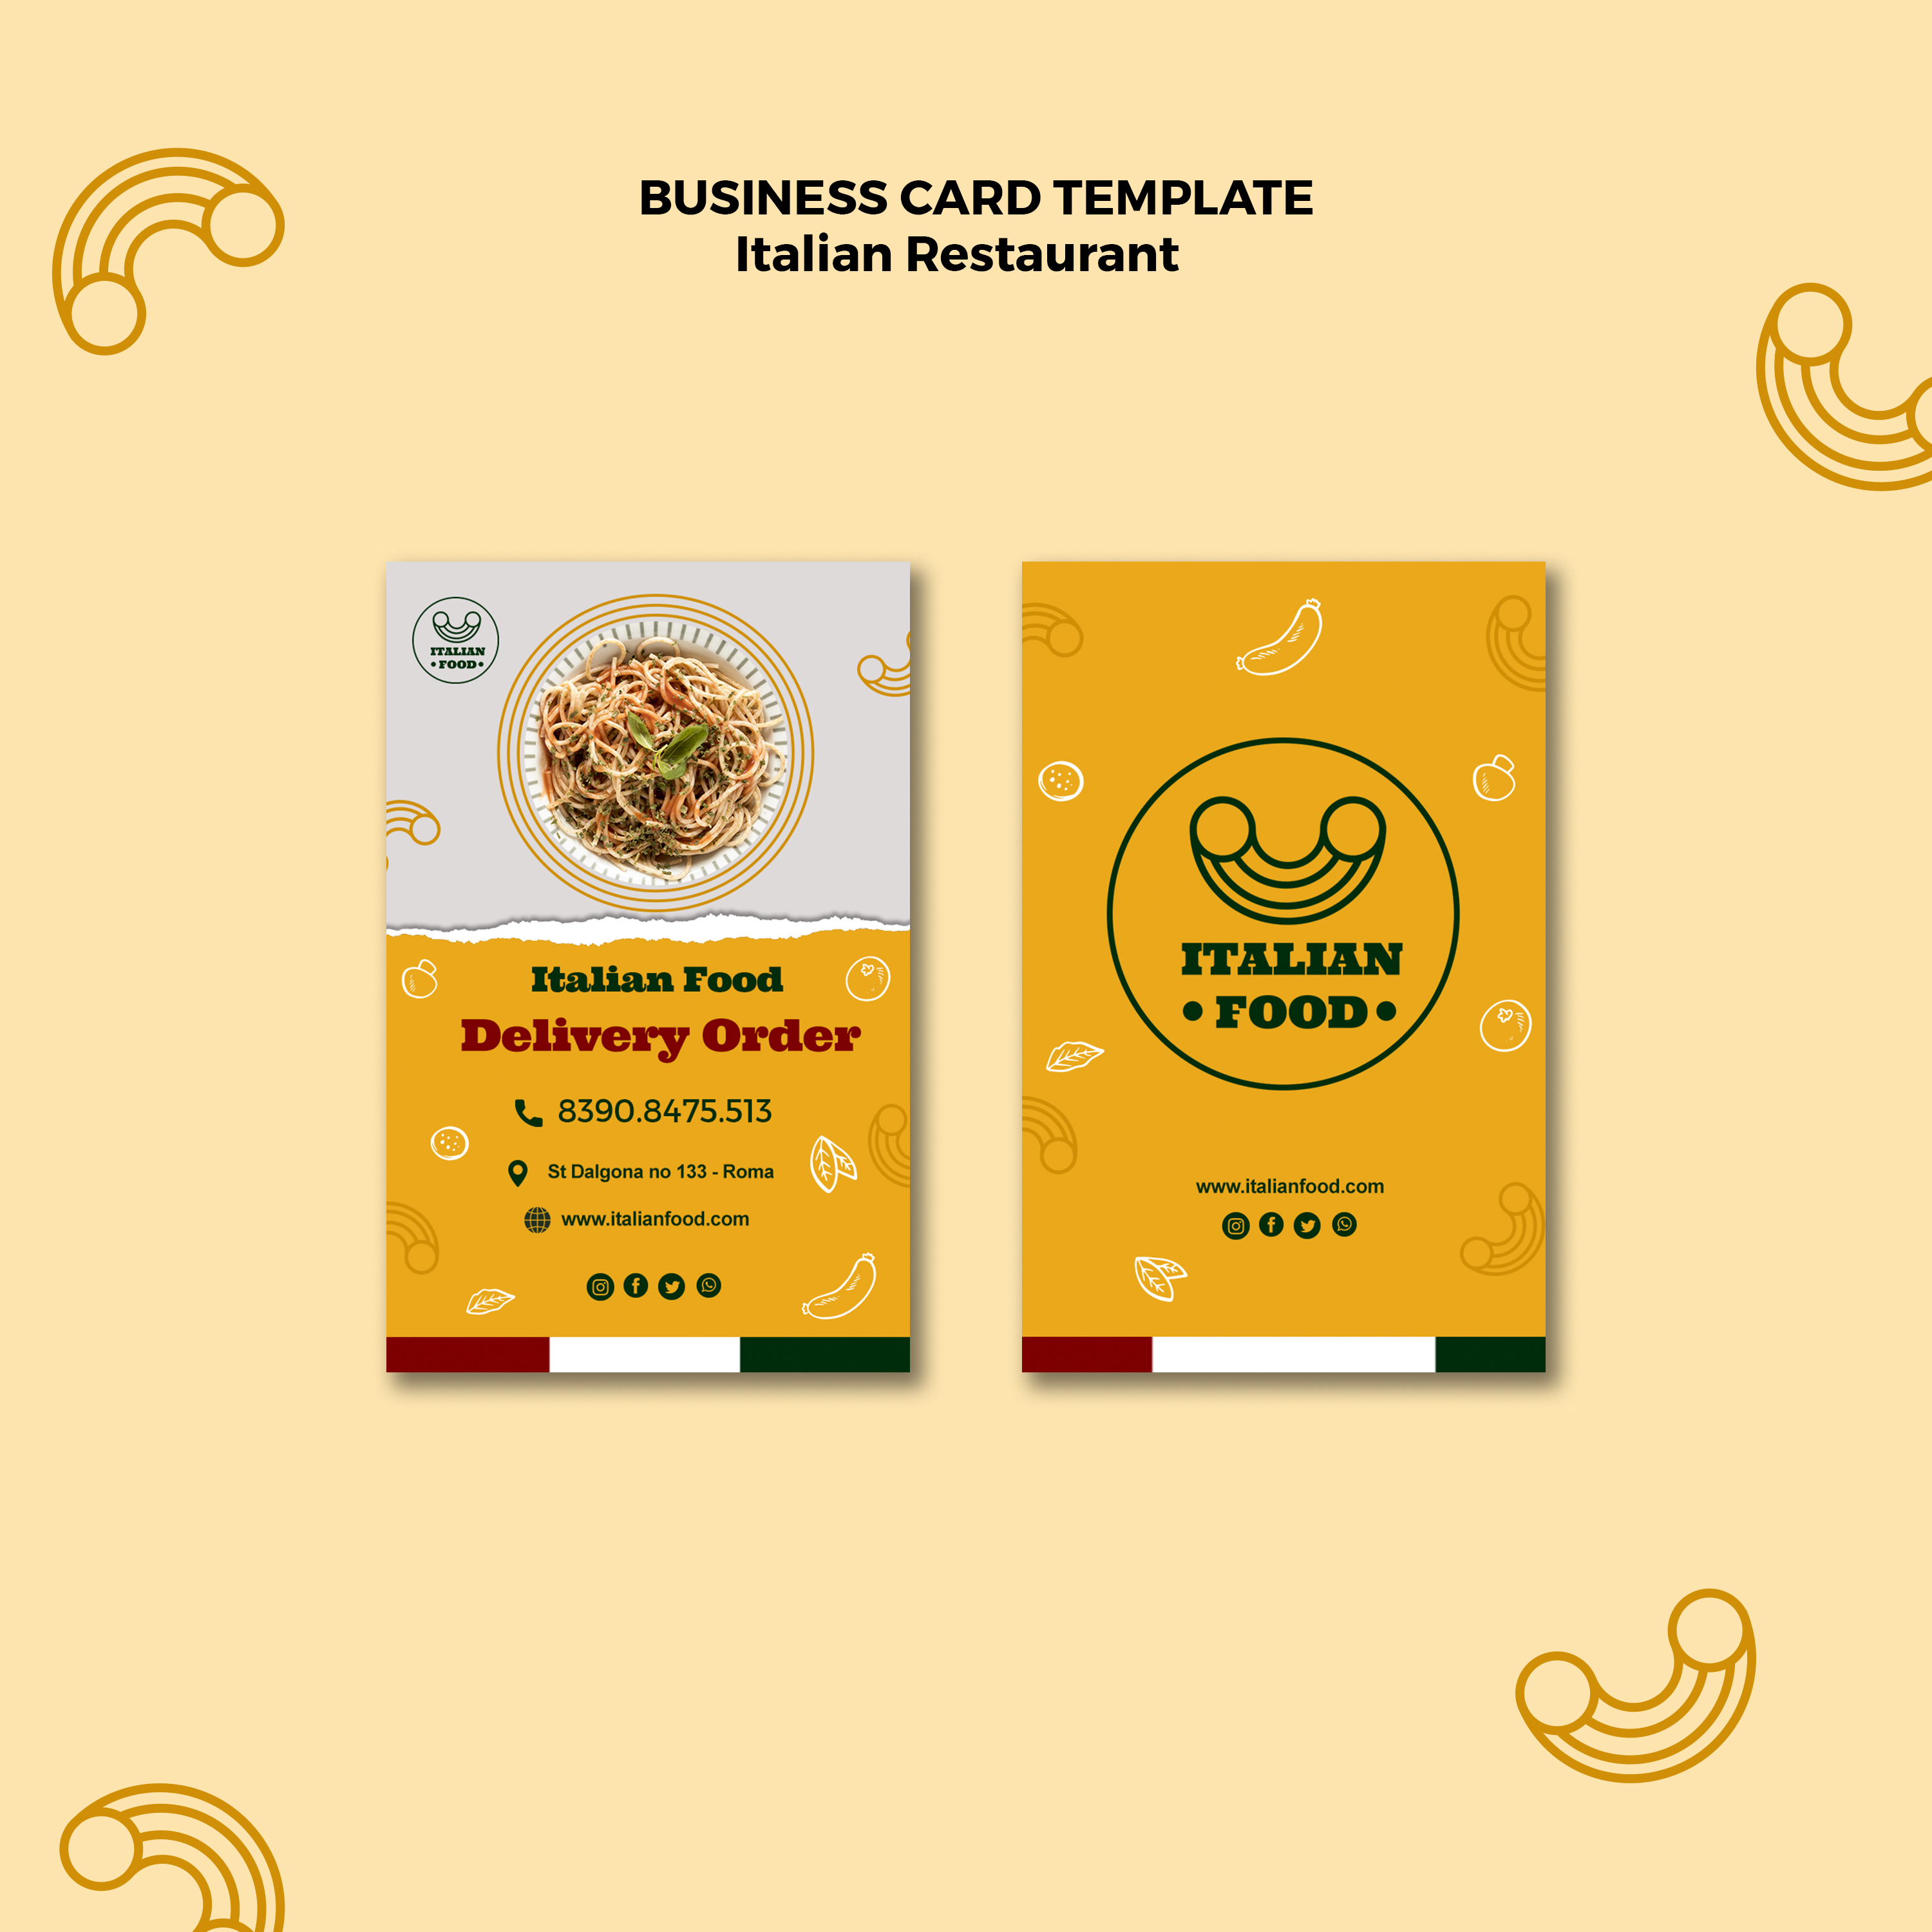 BUSINESS CARD TEMPLATE
Italian Restaurant
ITALIAN
• FOOD •
Italian Food
Delivery Order
8390.8475.513
St Dalgona no 133 - Roma
www.italianfood.com
ITALIAN
• FOOD •
www.italianfood.com